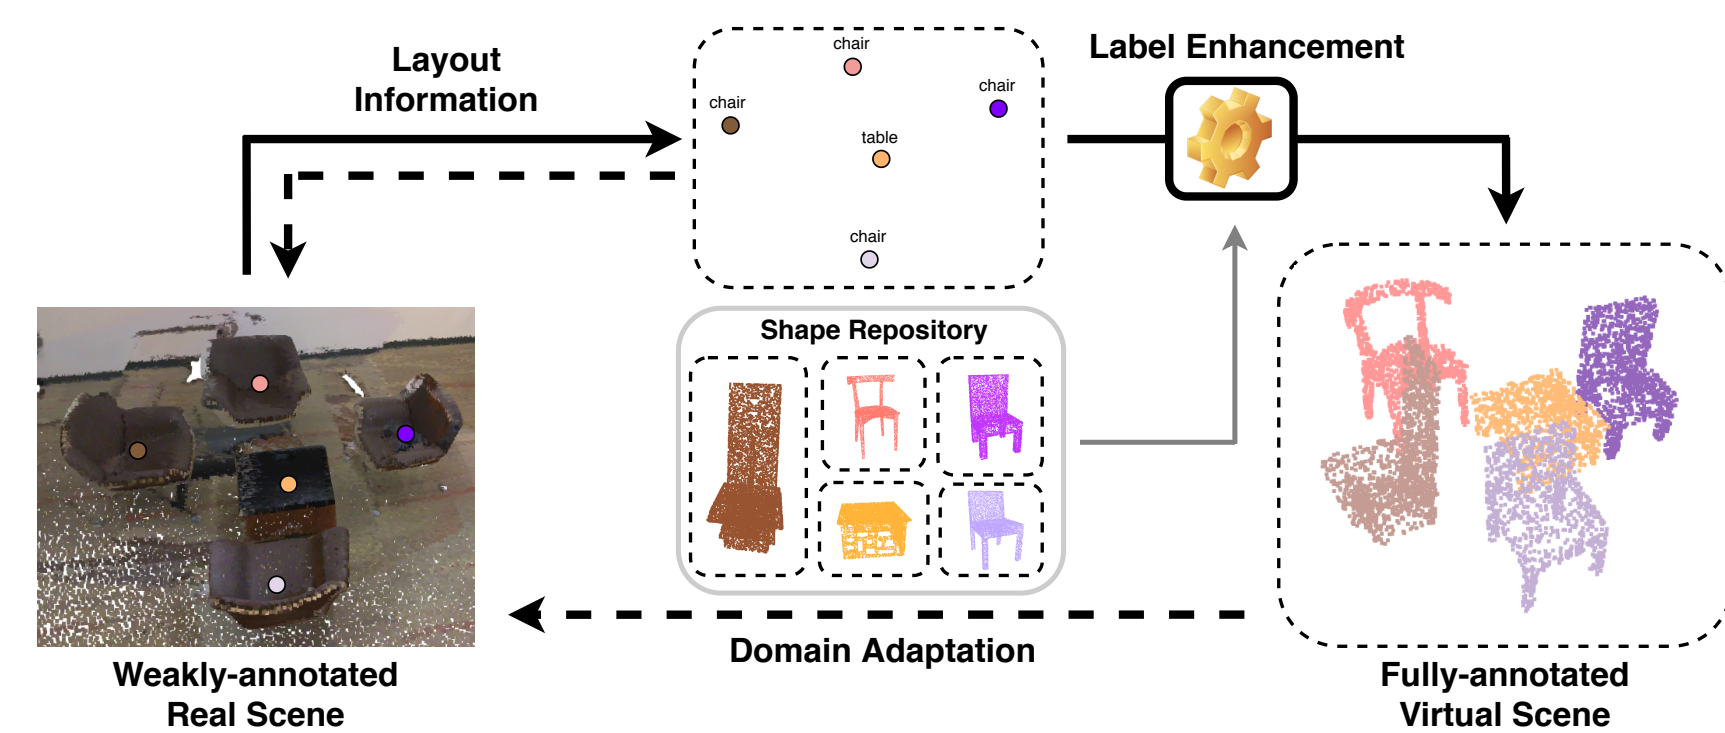 Layout
Information
chair
chair
chair
table
chair
Label Enhancement
Shape Repository
Domain Adaptation
Weakly-annotated
Real Scene
Fully-annotated
Virtual Scene